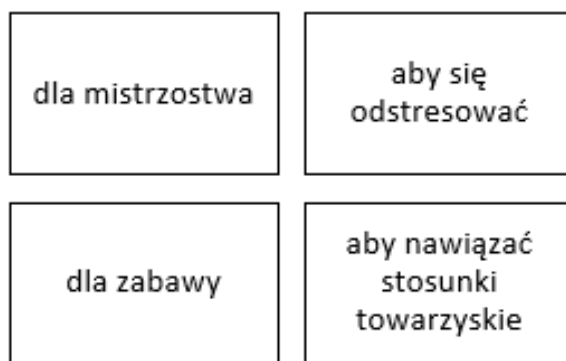 dla mistrzostwa
aby się
odstresować
dla zabawy
aby nawiązać
stosunki
towarzyskie